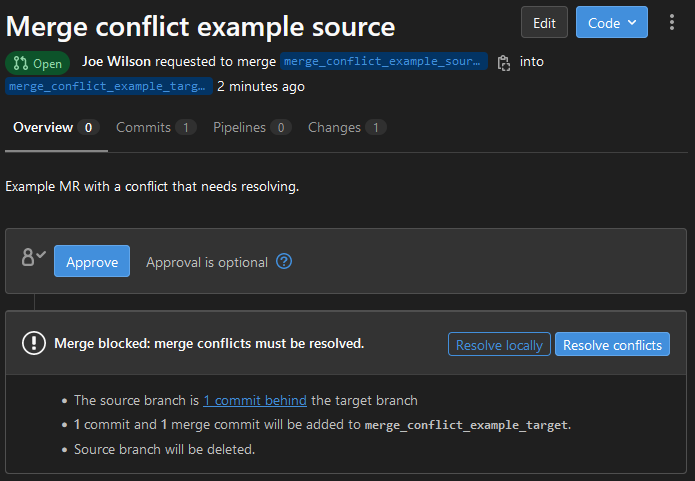 Merge conflict example source
Edit
Code
Open
Joe Wilson requested to merge merge_conflict_example_sour… into
merge_conflict_example_targ… 2 minutes ago
Overview 0 Commits 1 Pipelines 0 Changes 1
Example MR with a conflict that needs resolving.
Approve
Approval is optional ?
Merge blocked: merge conflicts must be resolved.
Resolve locally
Resolve conflicts
• The source branch is 1 commit behind the target branch
• 1 commit and 1 merge commit will be added to merge_conflict_example_target.
• Source branch will be deleted.